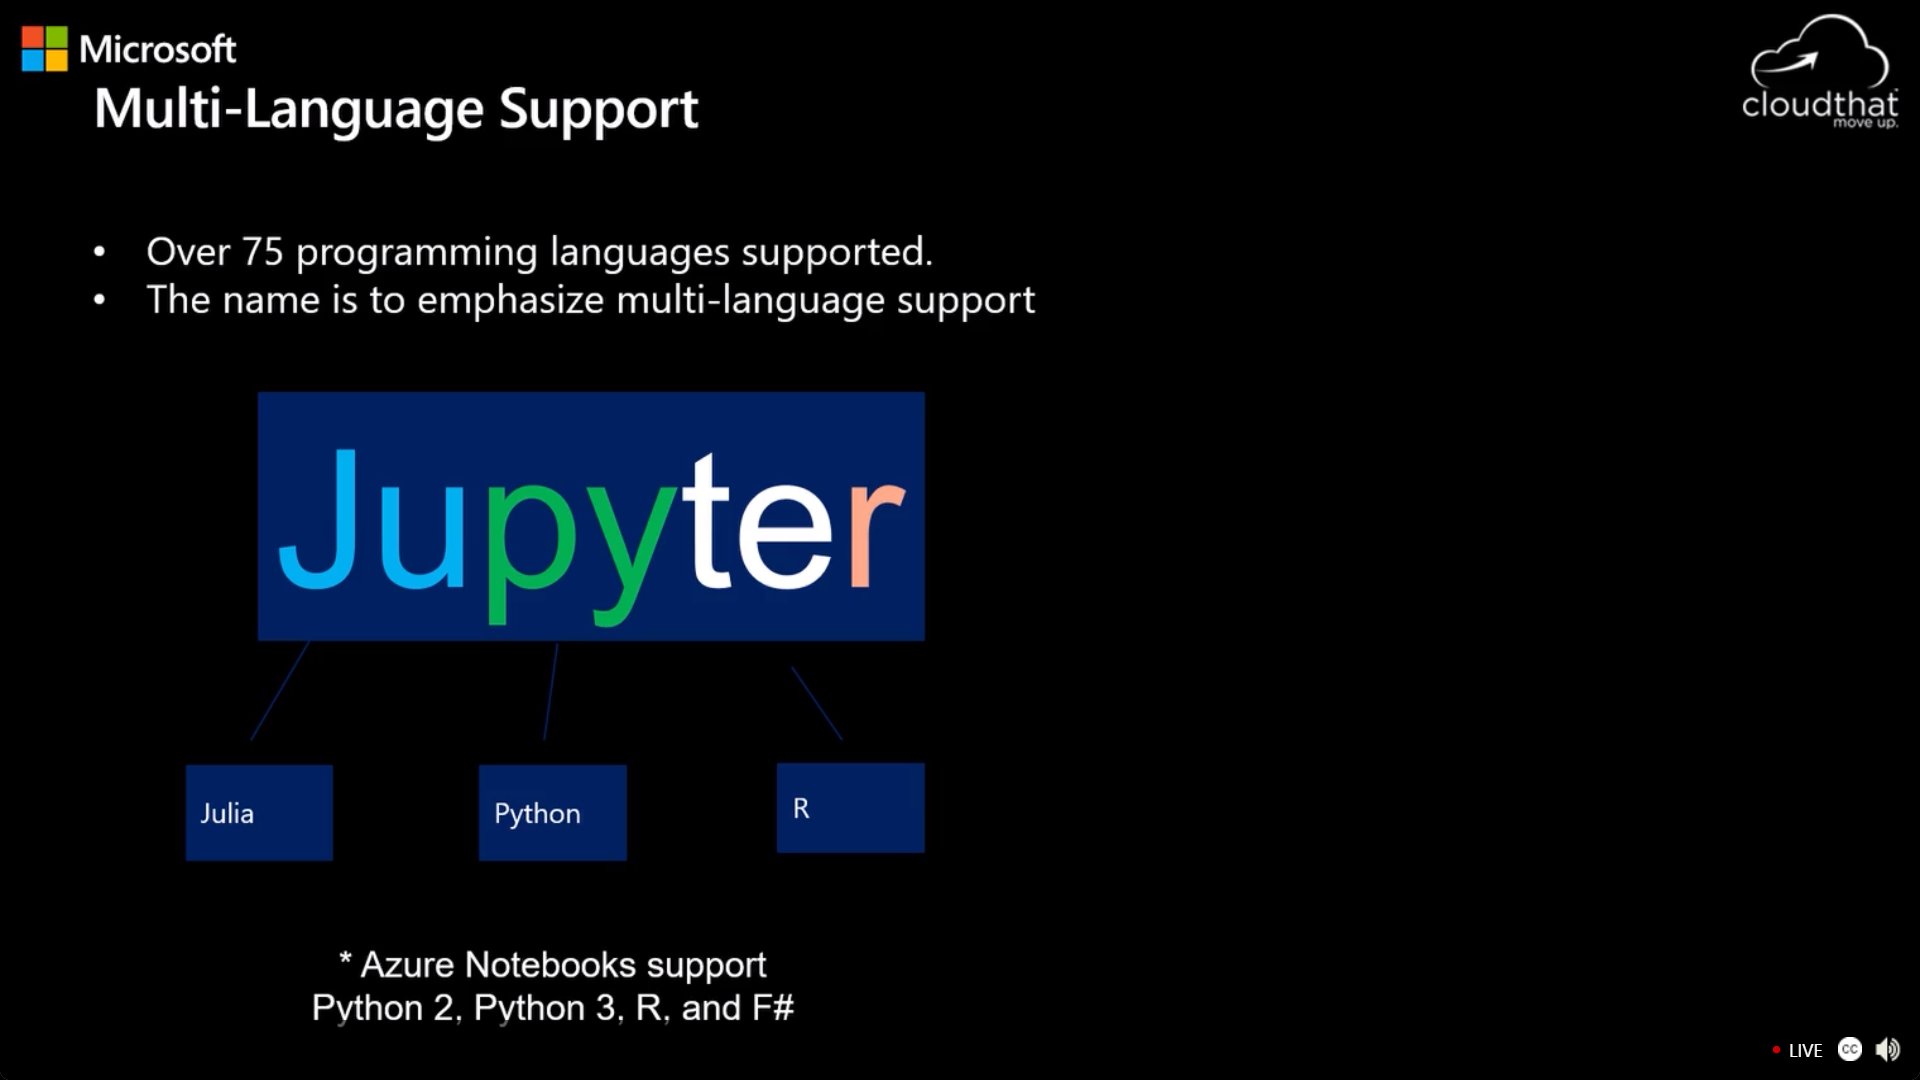 Microsoft
Multi-Language Support
cloudthat
move up.
• Over 75 programming languages supported.
• The name is to emphasize multi-language support
Jupyter
Julia
Python
R
* Azure Notebooks support
Python 2, Python 3, R, and F#
LIVE
CC